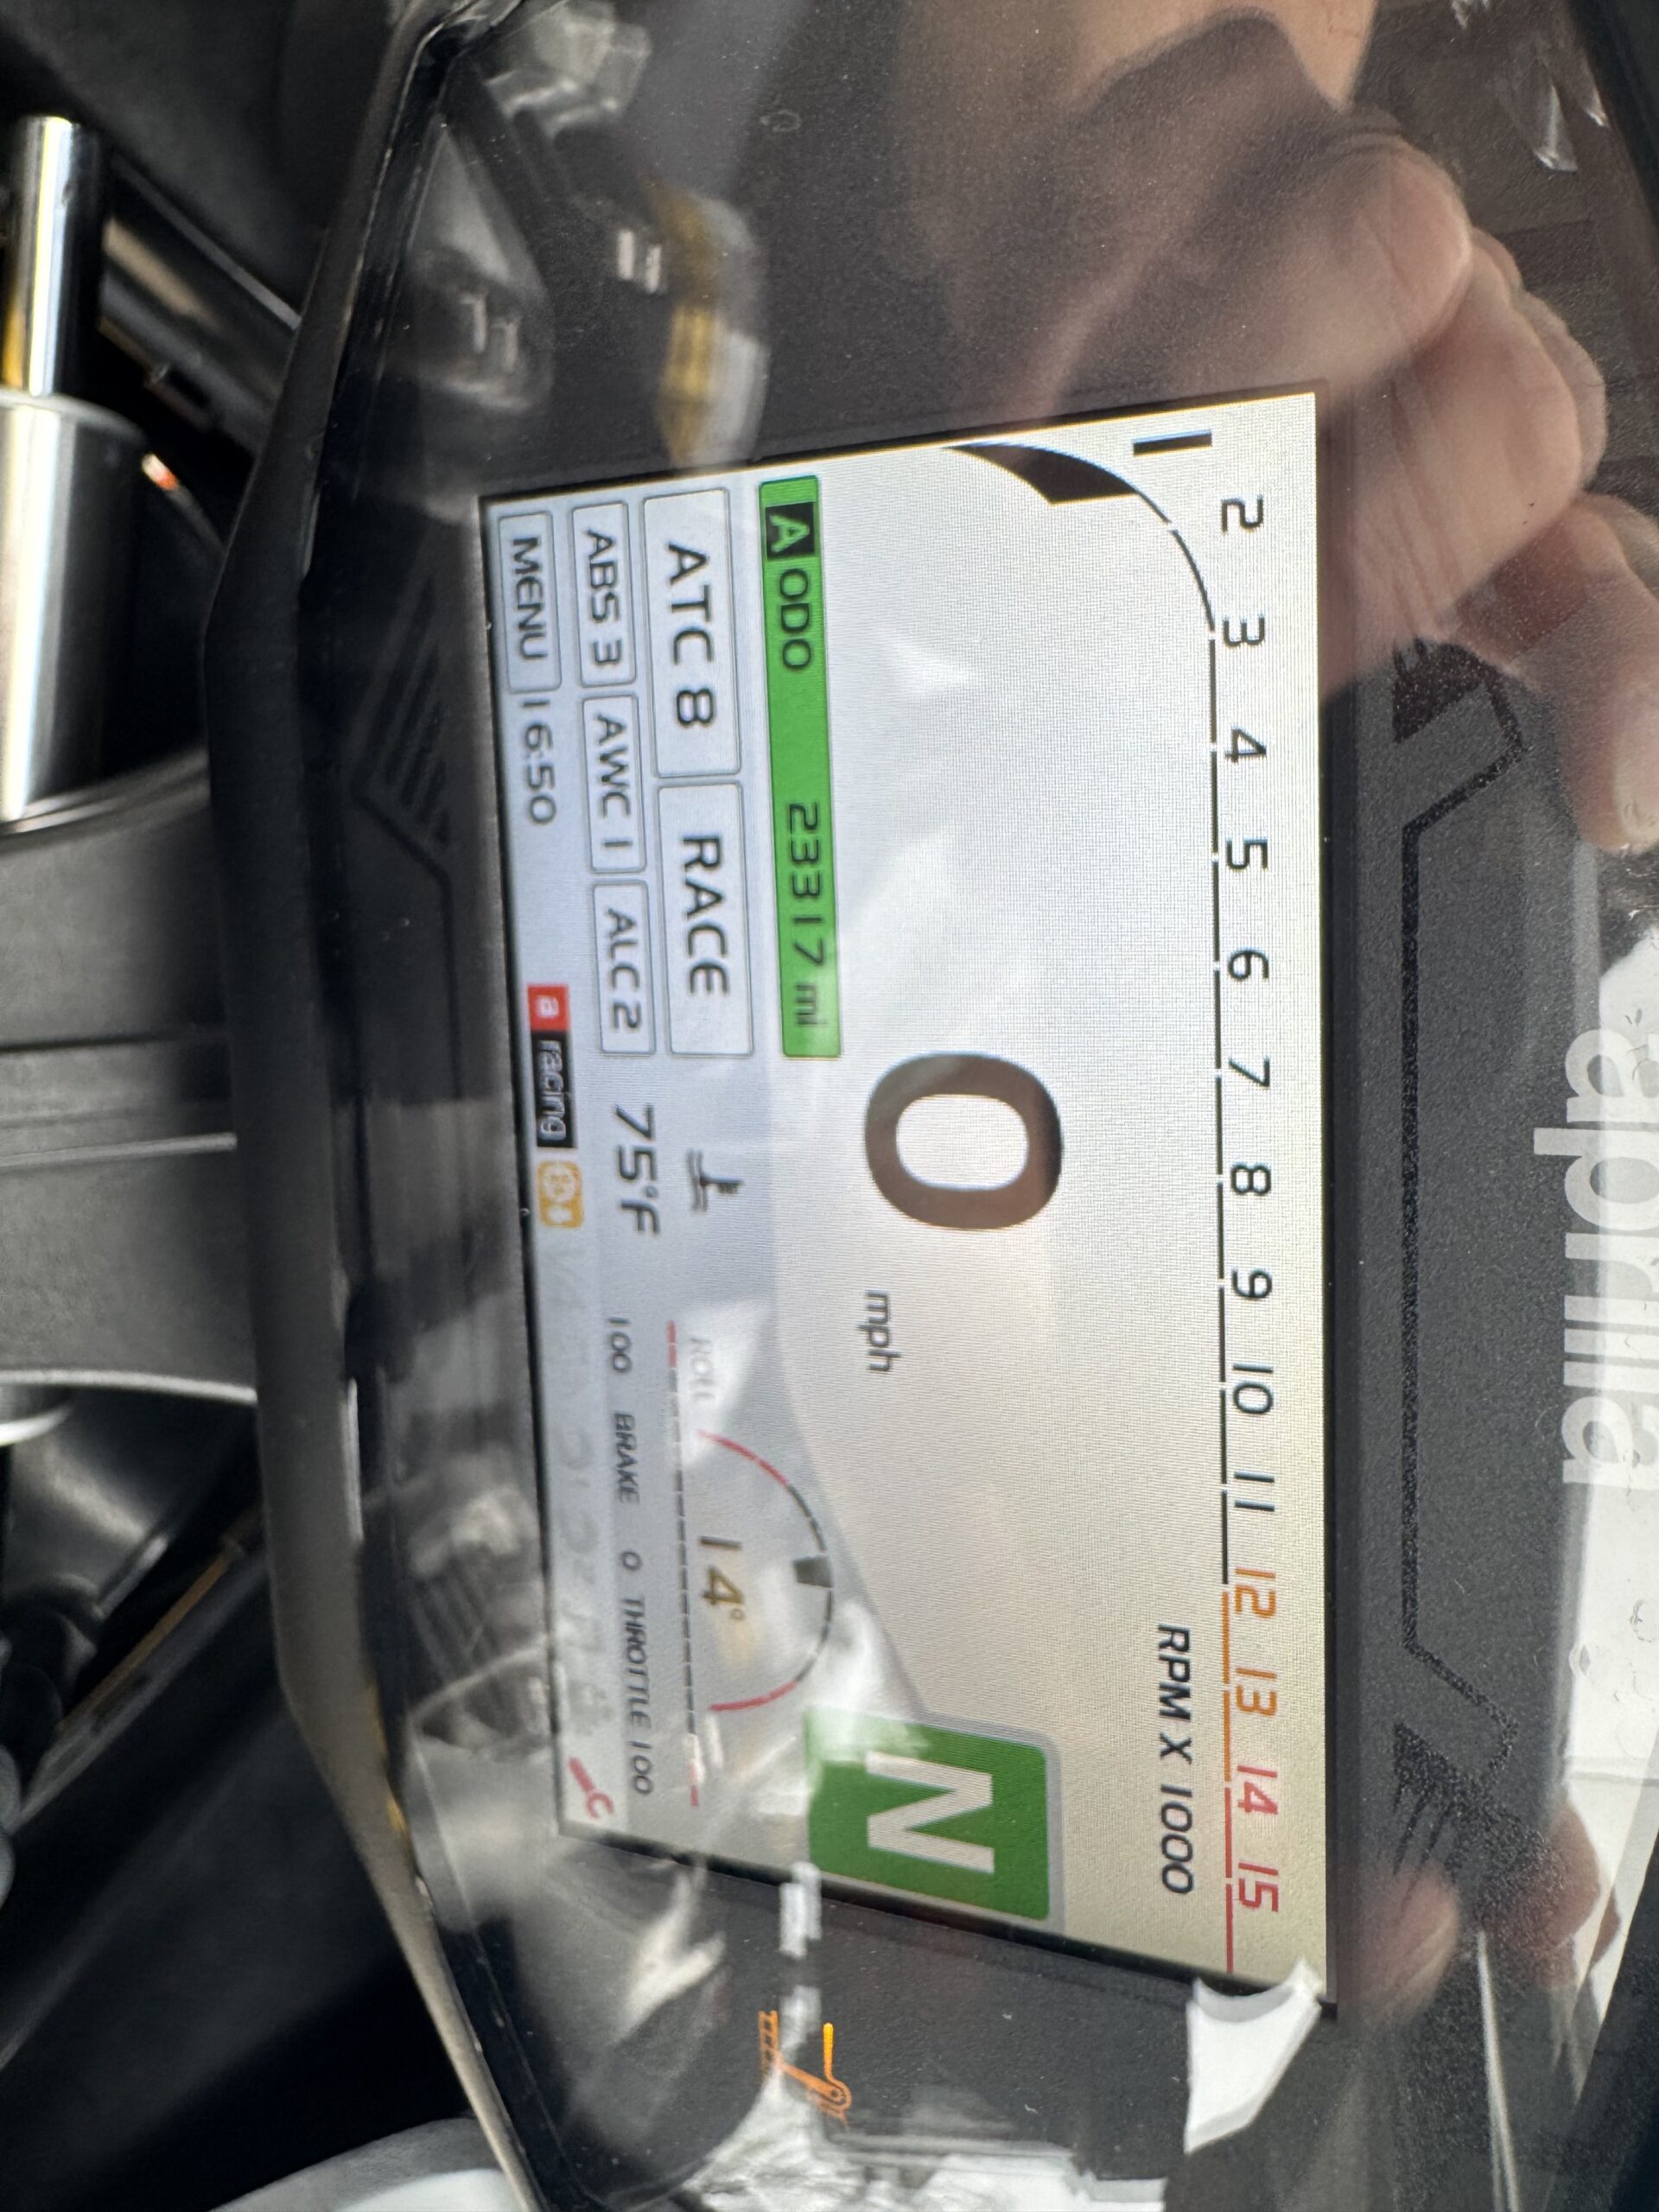 aprilia
1 2 3 4 5 6 7 8 9 10 11 12 13 14 15
RPM X 1000
0 mph
N
A ODO 23317 mi
ATC 8 RACE
ROLL
14°
ABS 3 AWC 1 ALC 2 75°F
100 BRAKE 0 THROTTLE 100
MENU 16:50 a racing